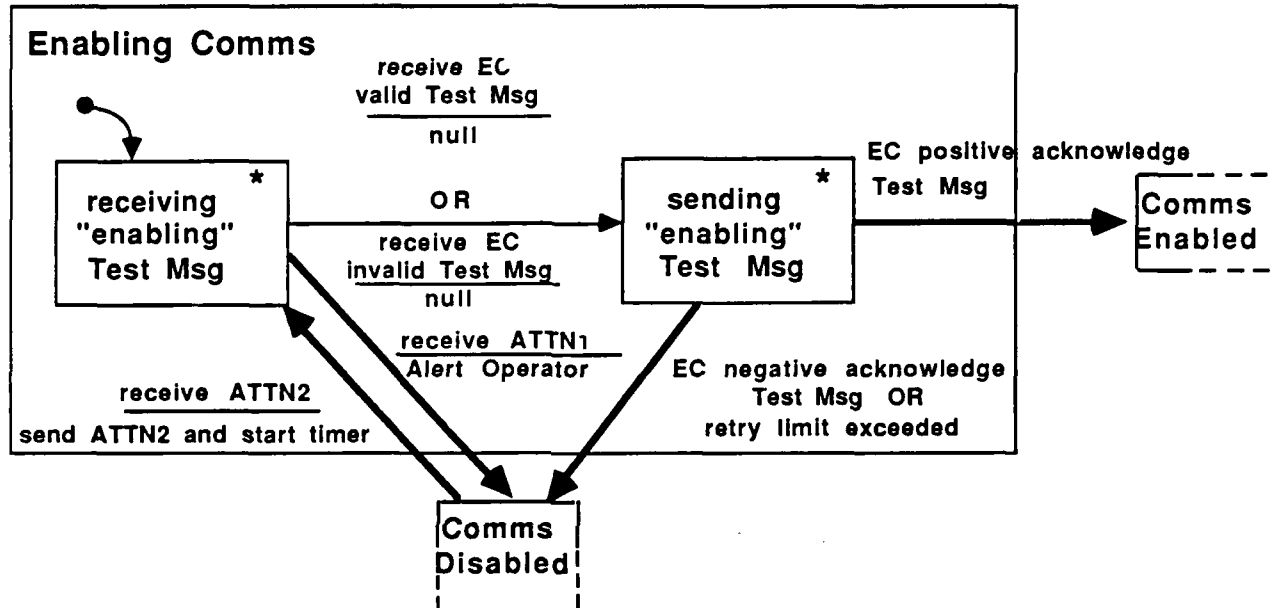 Enabling Comms
receive EC
valid Test Msg
null
OR
receive EC
invalid Test Msg
null
*
receiving
"enabling"
Test Msg
*
sending
"enabling"
Test Msg
EC positive acknowledge
Test Msg
Comms
Enabled
receive ATTN1
Alert Operator
receive ATTN2
send ATTN2 and start timer
EC negative acknowledge
Test Msg OR
retry limit exceeded
Comms
Disabled